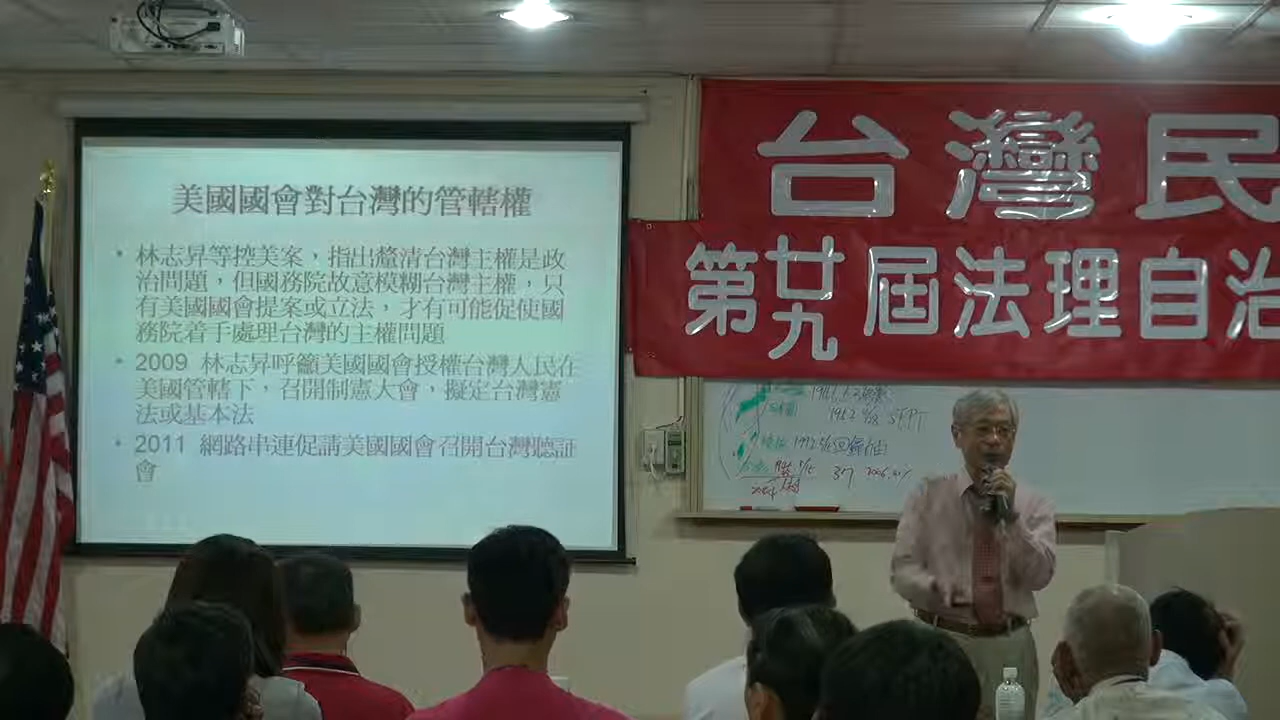 美國國會對台灣的管轄權
• 林志昇等控美案，指出釐清台灣主權是政
治問題，但國務院故意模糊台灣主權，只
有美國國會提案或立法，才有可能促使國
務院着手處理台灣的主權問題
• 2009 林志昇呼籲美國國會授權台灣人民在
美國管轄下，召開制憲大會，擬定台灣憲
法或基本法
• 2011 網路串連促請美國國會召開台灣聽証
會
台灣民
第廿九屆法理自治